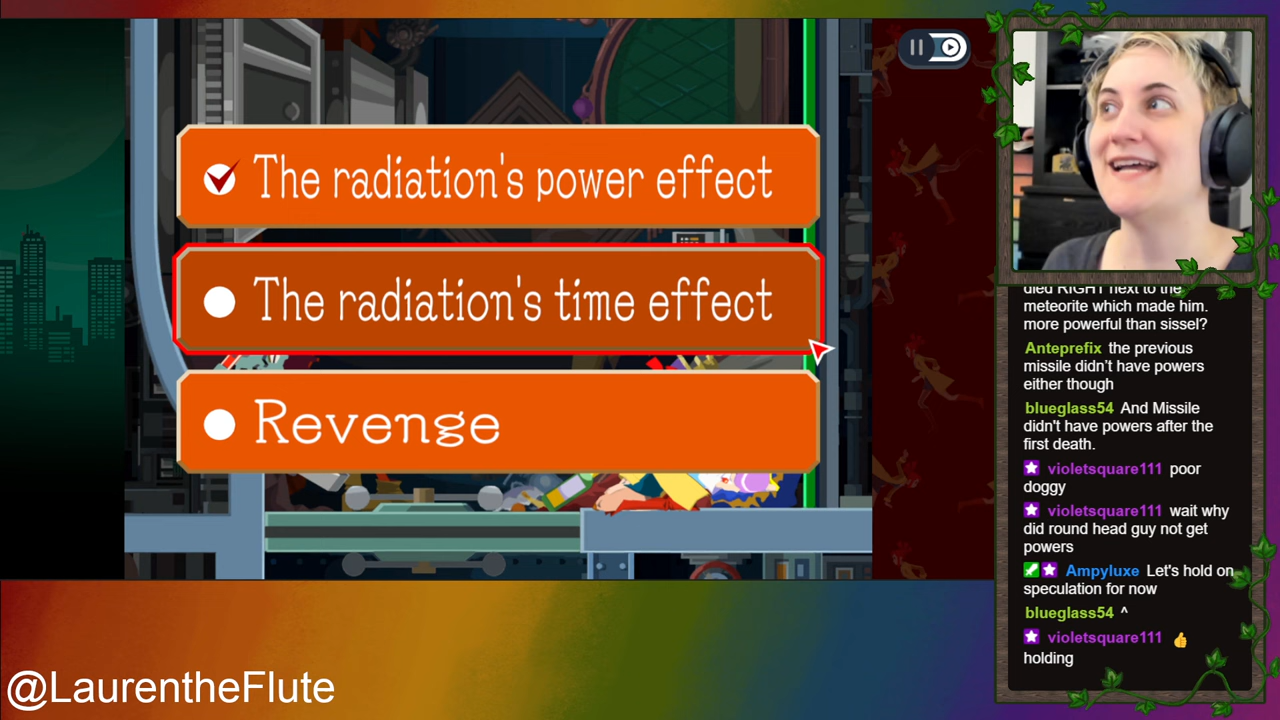 The radiation's power effect
The radiation's time effect
Revenge
died RIGHT next to the
meteorite which made him.
more powerful than sissel?
Anteprefix the previous
missile didn't have powers
either though
blueglass54 And Missile
didn't have powers after the
first death.
violetsquare111 poor
doggy
violetsquare111 wait why
did round head guy not get
powers
Ampyluxe Let's hold on
speculation for now
blueglass54 ^
violetsquare111 👍
holding
@LaurentheFlute